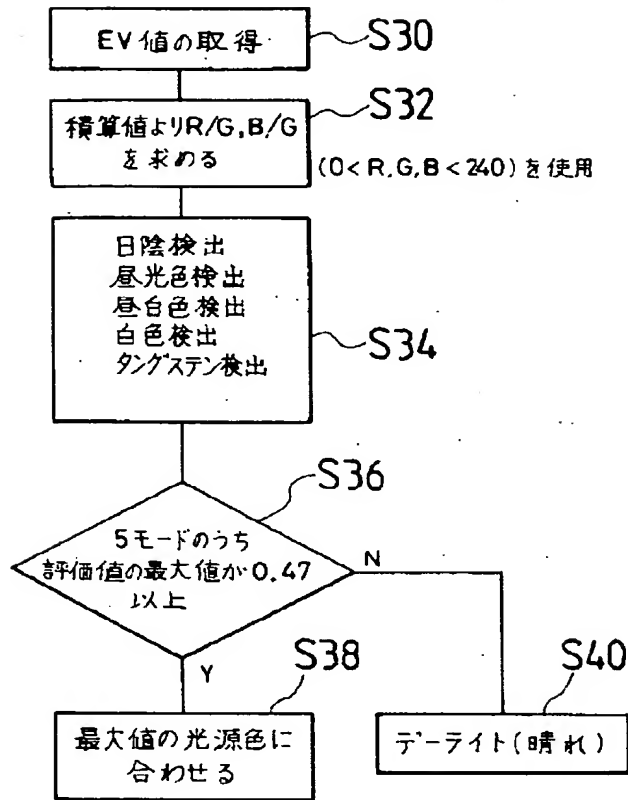 EV値の取得
S30
積算値よりR/G,B/G
を求める
S32
(0<R,G,B<240)を使用
日陰検出
昼光色検出
昼白色検出
白色検出
タングステン検出
S34
S36
5モードのうち
評価値の最大値が0.47
以上
N
Y
S38
最大値の光源色に
合わせる
S40
デーライト(晴れ)